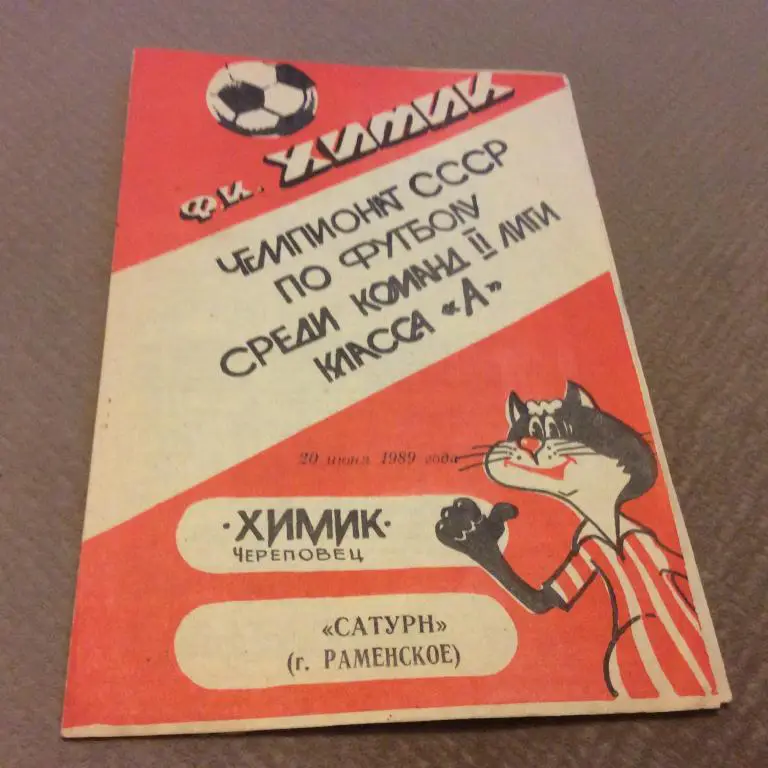 Ф.К. ХИМИК
ЧЕМПИОНАТ СССР
ПО ФУТБОЛУ
СРЕДИ КОМАНД II ЛИГИ
КЛАССА «А»
20 июня 1989 года
·ХИМИК·
ЧЕРЕПОВЕЦ
«САТУРН»
(г. РАМЕНСКОЕ)